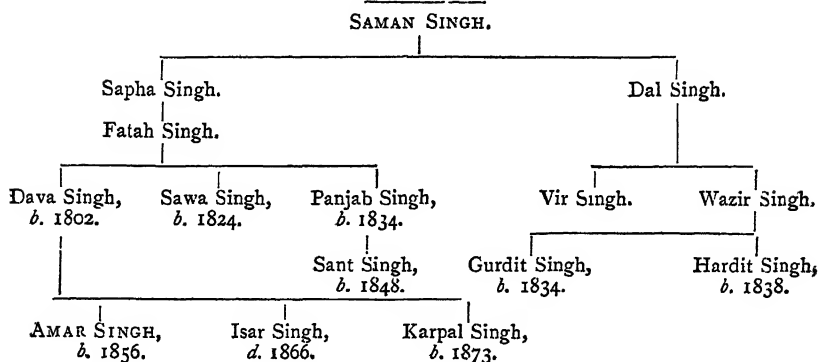 SAMAN SINGH.
Sapha Singh. Dal Singh.
Fatah Singh.
Dava Singh, Sawa Singh, Panjab Singh, Vir Singh. Wazir Singh.
b. 1802. b. 1824. b. 1834.
Sant Singh, Gurdit Singh, Hardit Singh,
b. 1848. b. 1834. b. 1838.
AMAR SINGH, Isar Singh, Karpal Singh,
b. 1856. d. 1866. b. 1873.